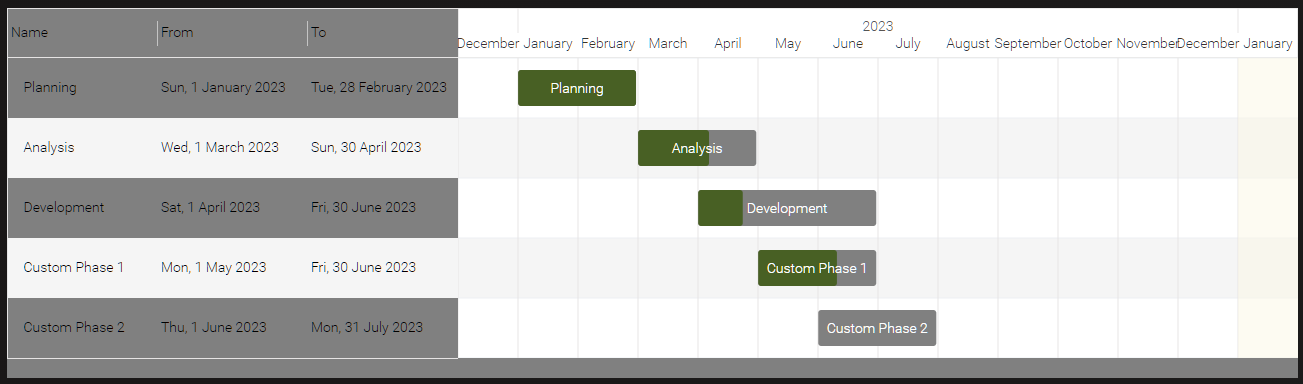 Name From To
2023
December January February March April May June July August September October November December January
Planning Sun, 1 January 2023 Tue, 28 February 2023 Planning
Analysis Wed, 1 March 2023 Sun, 30 April 2023 Analysis
Development Sat, 1 April 2023 Fri, 30 June 2023 Development
Custom Phase 1 Mon, 1 May 2023 Fri, 30 June 2023 Custom Phase 1
Custom Phase 2 Thu, 1 June 2023 Mon, 31 July 2023 Custom Phase 2